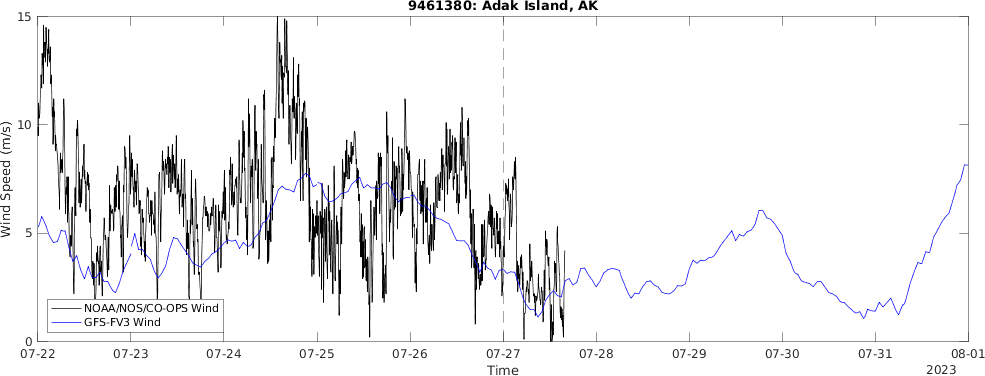 9461380: Adak Island, AK
15
10
5
0
Wind Speed (m/s)
NOAA/NOS/CO-OPS Wind
GFS-FV3 Wind
07-22 07-23 07-24 07-25 07-26 07-27 07-28 07-29 07-30 07-31 08-01
Time
2023